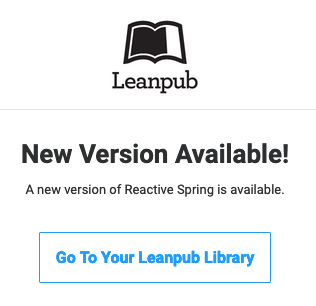 Leanpub
New Version Available!
A new version of Reactive Spring is available.
Go To Your Leanpub Library